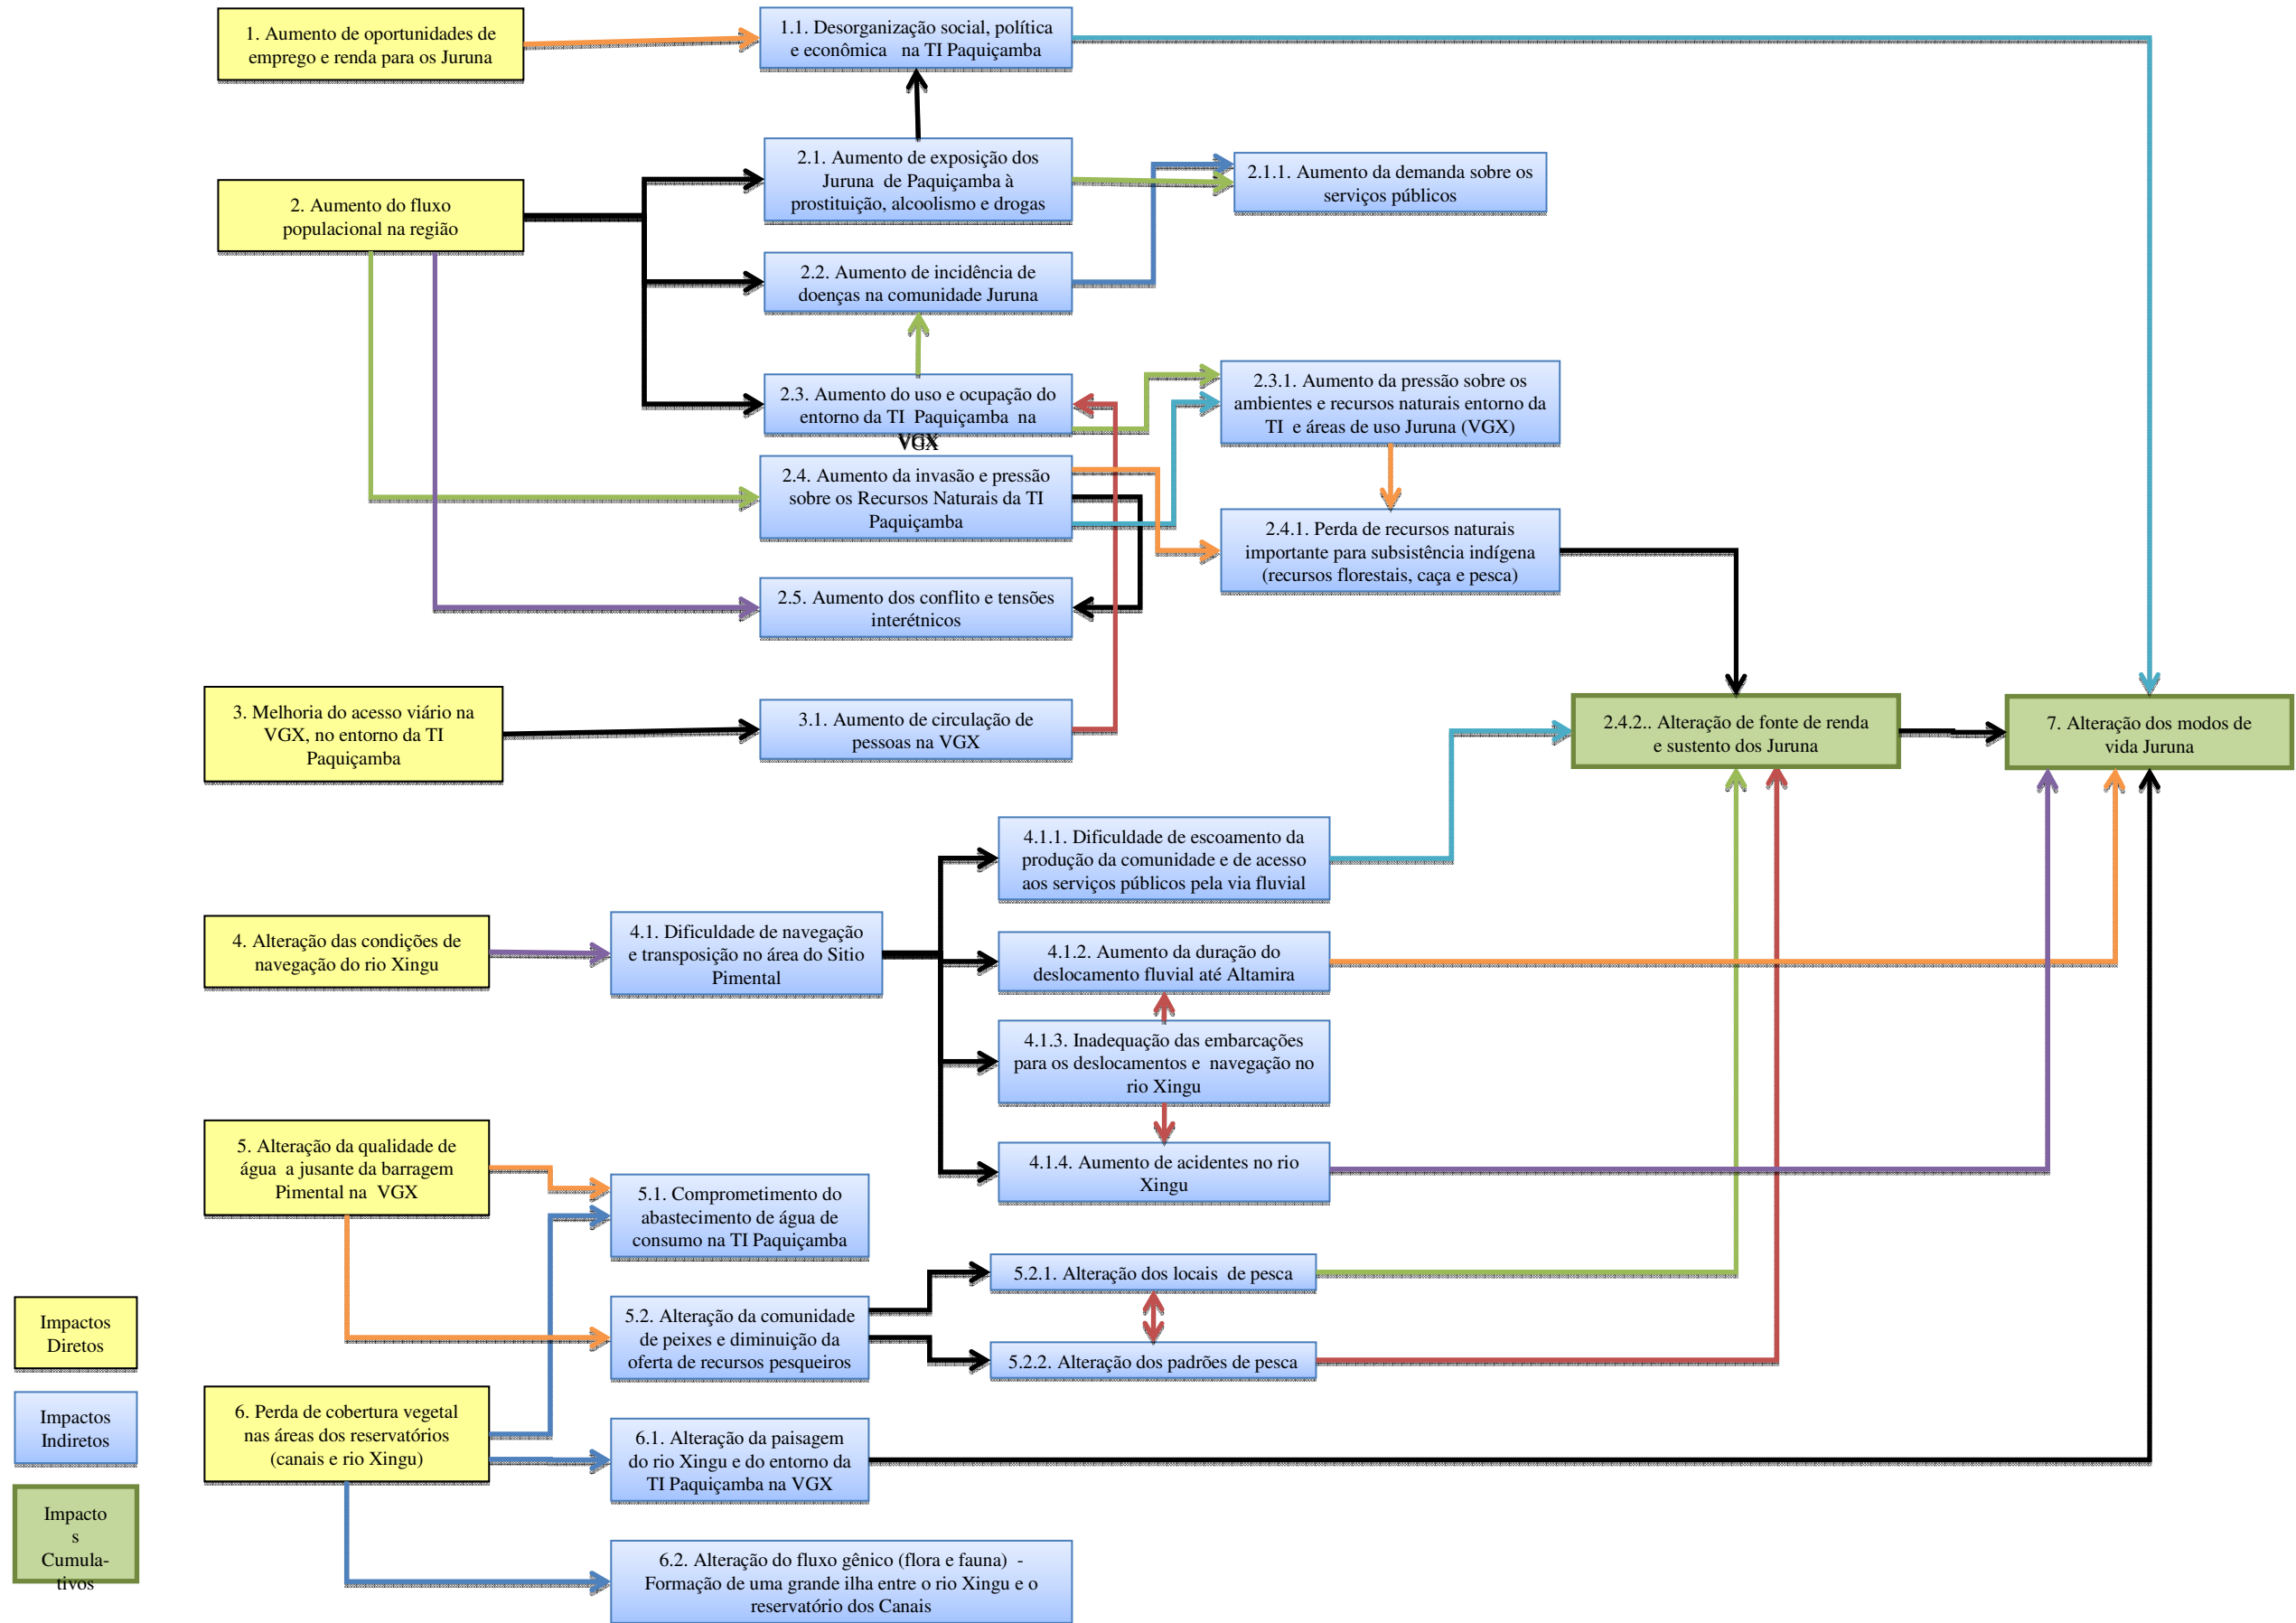 1. Aumento de oportunidades de
emprego e renda para os Juruna
1.1. Desorganização social, política
e econômica na TI Paquiçamba
2. Aumento do fluxo
populacional na região
2.1. Aumento de exposição dos
Juruna de Paquiçamba à
prostituição, alcoolismo e drogas
2.1.1. Aumento da demanda sobre os
serviços públicos
2.2. Aumento de incidência de
doenças na comunidade Juruna
2.3. Aumento do uso e ocupação do
entorno da TI Paquiçamba na
VGX
2.3.1. Aumento da pressão sobre os
ambientes e recursos naturais entorno da
TI e áreas de uso Juruna (VGX)
2.4. Aumento da invasão e pressão
sobre os Recursos Naturais da TI
Paquiçamba
2.4.1. Perda de recursos naturais
importante para subsistência indígena
(recursos florestais, caça e pesca)
2.5. Aumento dos conflito e tensões
interétnicos
3. Melhoria do acesso viário na
VGX, no entorno da TI
Paquiçamba
3.1. Aumento de circulação de
pessoas na VGX
2.4.2.. Alteração de fonte de renda
e sustento dos Juruna
7. Alteração dos modos de
vida Juruna
4. Alteração das condições de
navegação do rio Xingu
4.1. Dificuldade de navegação
e transposição no área do Sitio
Pimental
4.1.1. Dificuldade de escoamento da
produção da comunidade e de acesso
aos serviços públicos pela via fluvial
4.1.2. Aumento da duração do
deslocamento fluvial até Altamira
4.1.3. Inadequação das embarcações
para os deslocamentos e navegação no
rio Xingu
4.1.4. Aumento de acidentes no rio
Xingu
5. Alteração da qualidade de
água a jusante da barragem
Pimental na VGX
5.1. Comprometimento do
abastecimento de água de
consumo na TI Paquiçamba
5.2. Alteração da comunidade
de peixes e diminuição da
oferta de recursos pesqueiros
5.2.1. Alteração dos locais de pesca
5.2.2. Alteração dos padrões de pesca
6. Perda de cobertura vegetal
nas áreas dos reservatórios
(canais e rio Xingu)
6.1. Alteração da paisagem
do rio Xingu e do entorno da
TI Paquiçamba na VGX
6.2. Alteração do fluxo gênico (flora e fauna) -
Formação de uma grande ilha entre o rio Xingu e o
reservatório dos Canais
Impactos
Diretos
Impactos
Indiretos
Impacto
s
Cumula-
tivos